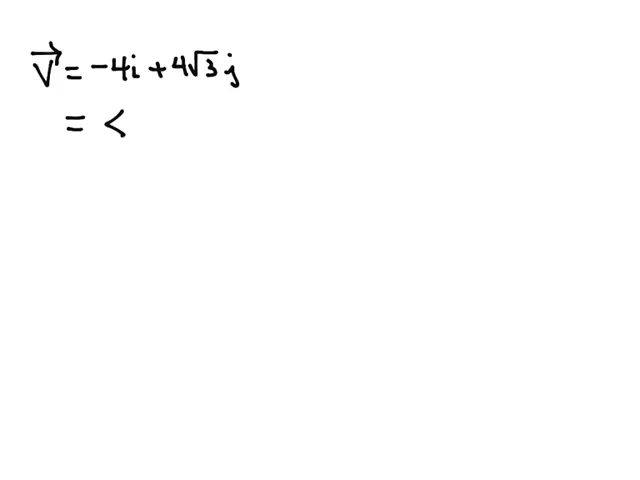 V⃗ = -4i + 4√3 j
= <